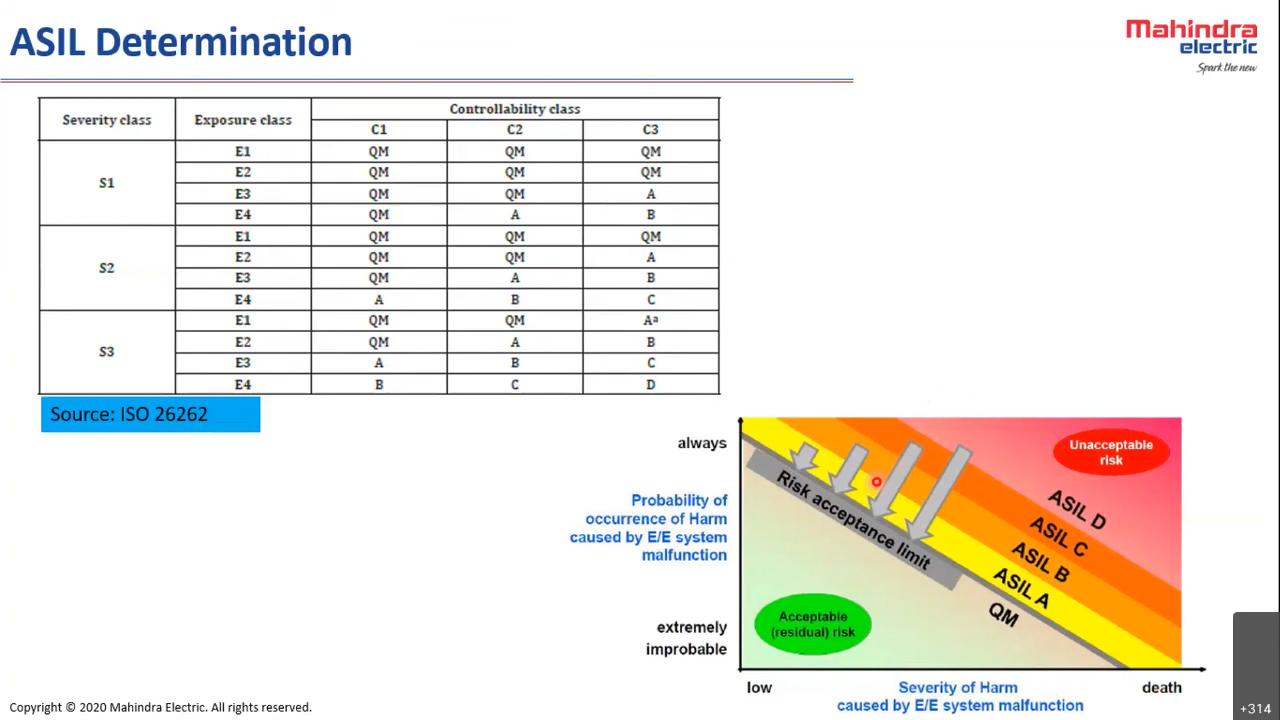 ASIL Determination
Mahindra
electric
Spark the new
Severity class Exposure class Controllability class
C1 C2 C3
S1
E1 QM QM QM
E2 QM QM QM
E3 QM QM A
E4 QM A B
S2
E1 QM QM QM
E2 QM QM A
E3 QM A B
E4 A B C
S3
E1 QM QM Aᵃ
E2 QM A B
E3 A B C
E4 B C D
Source: ISO 26262
always
Probability of
occurrence of Harm
caused by E/E system
malfunction
extremely
improbable
Unacceptable
risk
ASIL D
ASIL C
ASIL B
ASIL A
QM
Risk acceptance limit
Acceptable
(residual) risk
low
Severity of Harm
caused by E/E system malfunction
death
Copyright © 2020 Mahindra Electric. All rights reserved.
+314